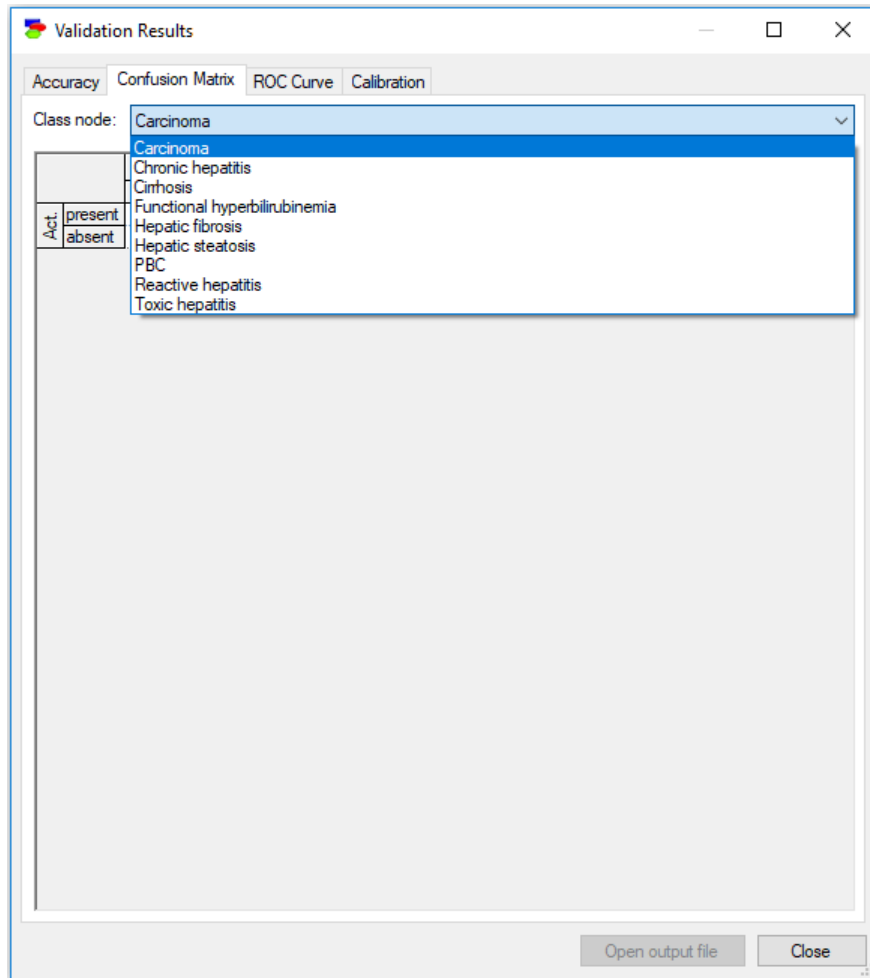 Validation Results
Accuracy Confusion Matrix ROC Curve Calibration
Class node: Carcinoma
Carcinoma
Chronic hepatitis
Cirrhosis
Functional hyperbilirubinemia
Hepatic fibrosis
Hepatic steatosis
PBC
Reactive hepatitis
Toxic hepatitis
Act.
present
absent
Open output file Close